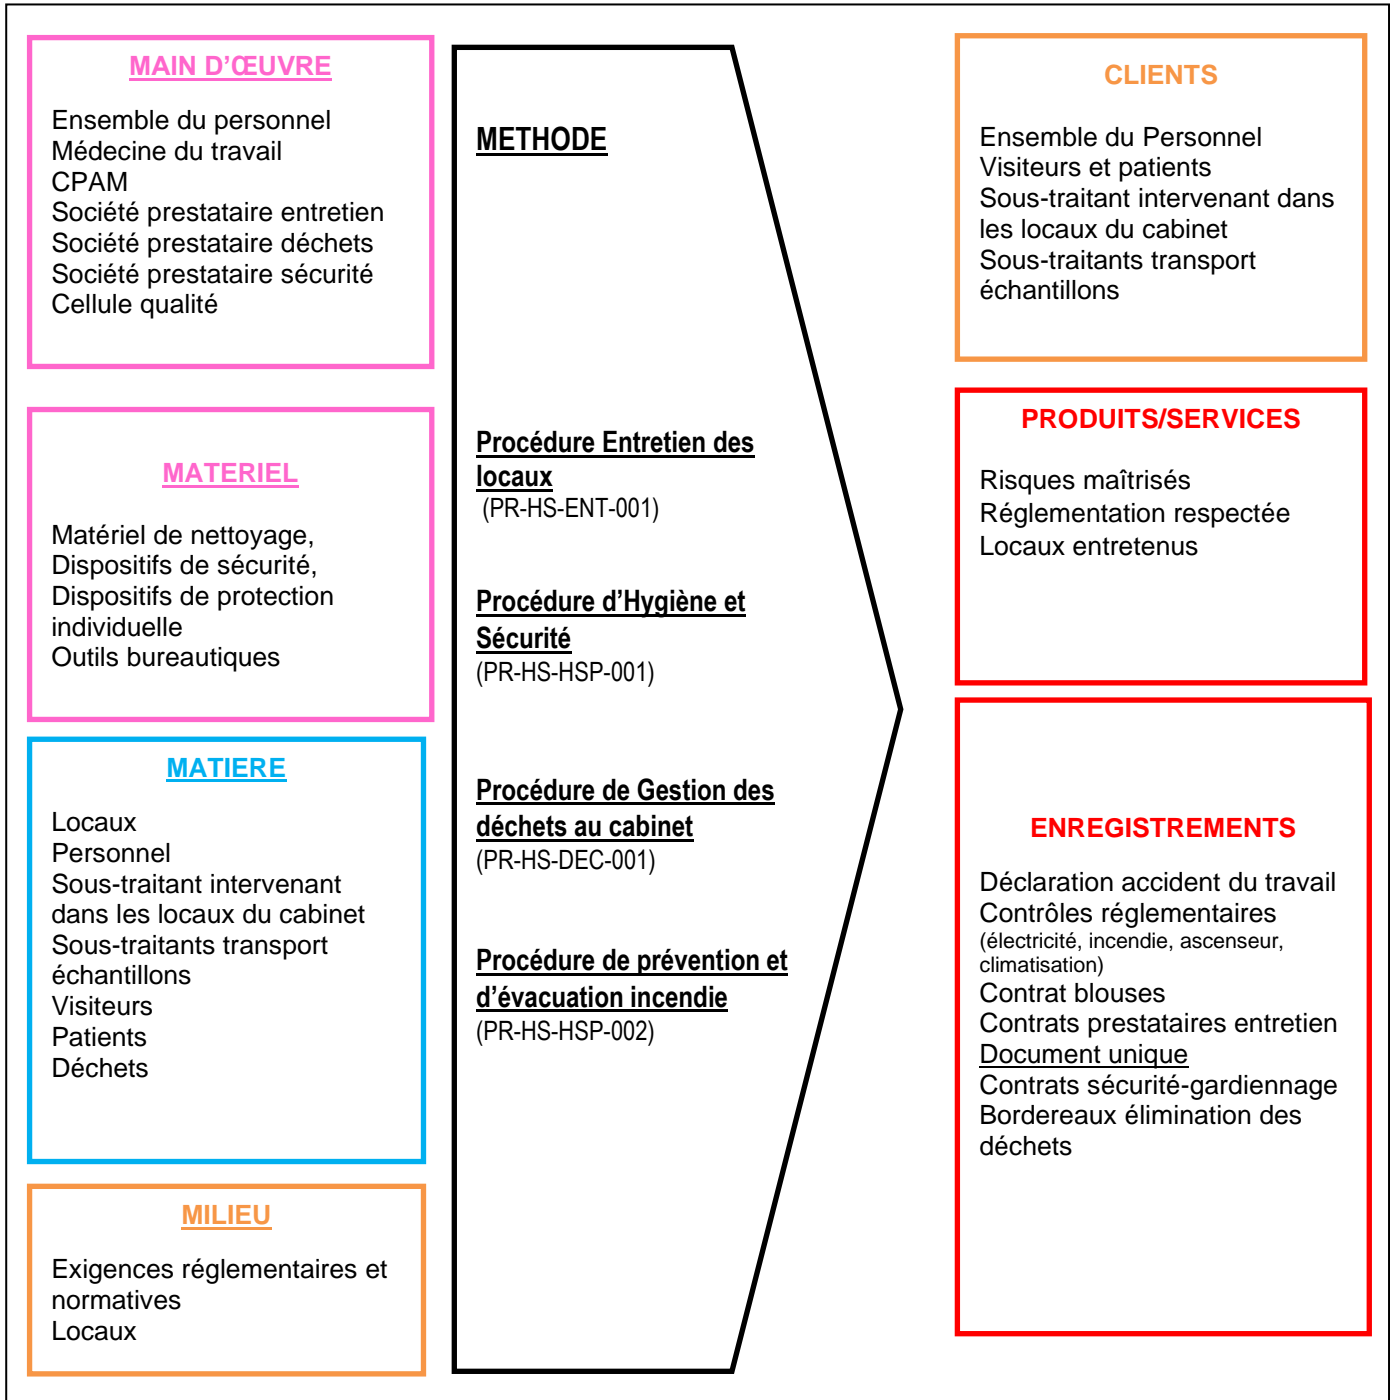 MAIN D’ŒUVRE
Ensemble du personnel
Médecine du travail
CPAM
Société prestataire entretien
Société prestataire déchets
Société prestataire sécurité
Cellule qualité
MATERIEL
Matériel de nettoyage,
Dispositifs de sécurité,
Dispositifs de protection
individuelle
Outils bureautiques
MATIERE
Locaux
Personnel
Sous-traitant intervenant
dans les locaux du cabinet
Sous-traitants transport
échantillons
Visiteurs
Patients
Déchets
MILIEU
Exigences réglementaires et
normatives
Locaux
METHODE
Procédure Entretien des
locaux
(PR-HS-ENT-001)
Procédure d’Hygiène et
Sécurité
(PR-HS-HSP-001)
Procédure de Gestion des
déchets au cabinet
(PR-HS-DEC-001)
Procédure de prévention et
d’évacuation incendie
(PR-HS-HSP-002)
CLIENTS
Ensemble du Personnel
Visiteurs et patients
Sous-traitant intervenant dans
les locaux du cabinet
Sous-traitants transport
échantillons
PRODUITS/SERVICES
Risques maîtrisés
Réglementation respectée
Locaux entretenus
ENREGISTREMENTS
Déclaration accident du travail
Contrôles réglementaires
(électricité, incendie, ascenseur,
climatisation)
Contrat blouses
Contrats prestataires entretien
Document unique
Contrats sécurité-gardiennage
Bordereaux élimination des
déchets